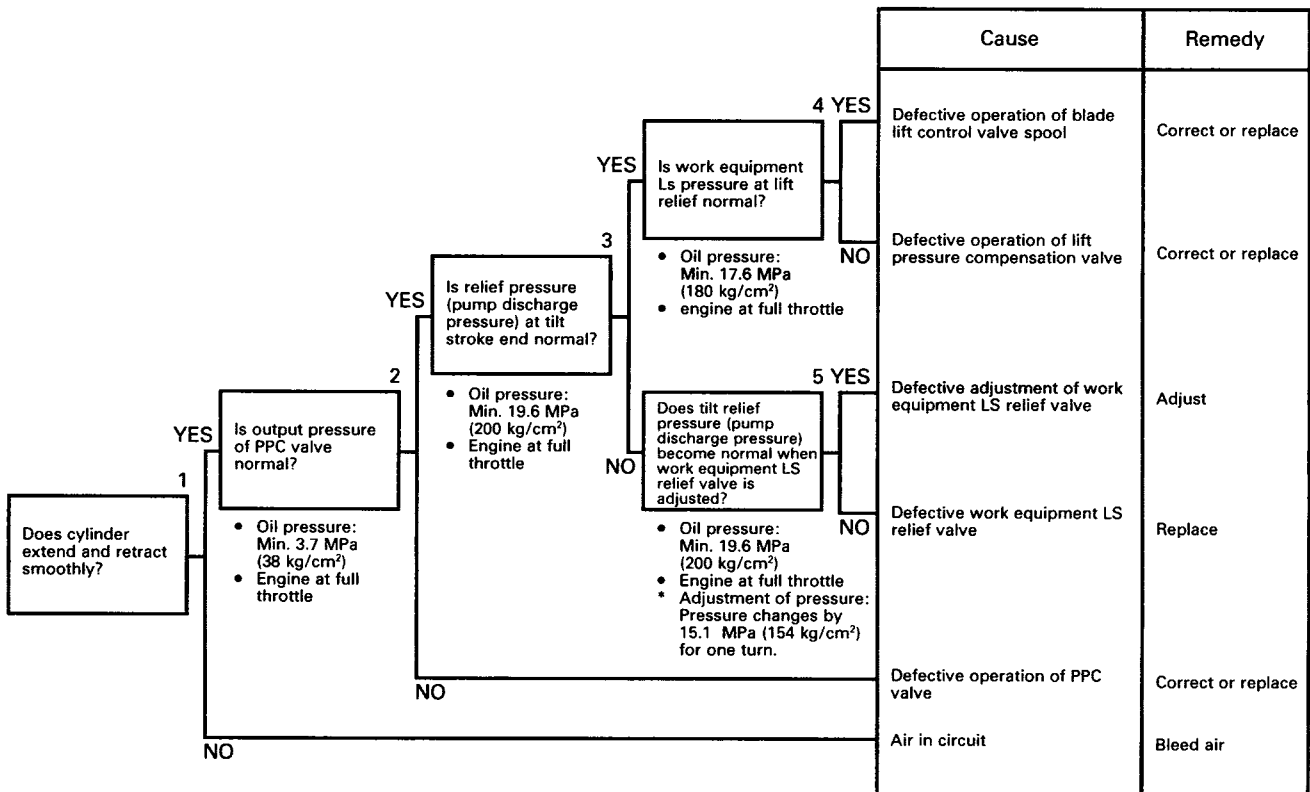 Cause
Remedy
1
Does cylinder
extend and retract
smoothly?
YES
NO
2
Is output pressure
of PPC valve
normal?
• Oil pressure:
Min. 3.7 MPa
(38 kg/cm²)
• Engine at full
throttle
YES
NO
3
Is relief pressure
(pump discharge
pressure) at tilt
stroke end normal?
• Oil pressure:
Min. 19.6 MPa
(200 kg/cm²)
• Engine at full
throttle
YES
NO
4 YES
Is work equipment
Ls pressure at lift
relief normal?
• Oil pressure:
Min. 17.6 MPa
(180 kg/cm²)
• engine at full throttle
NO
5 YES
Does tilt relief
pressure (pump
discharge pressure)
become normal when
work equipment LS
relief valve is
adjusted?
• Oil pressure:
Min. 19.6 MPa
(200 kg/cm²)
• Engine at full throttle
* Adjustment of pressure:
Pressure changes by
15.1 MPa (154 kg/cm²)
for one turn.
NO
Defective operation of blade
lift control valve spool
Correct or replace
Defective operation of lift
pressure compensation valve
Correct or replace
Defective adjustment of work
equipment LS relief valve
Adjust
Defective work equipment LS
relief valve
Replace
Defective operation of PPC
valve
Correct or replace
Air in circuit
Bleed air